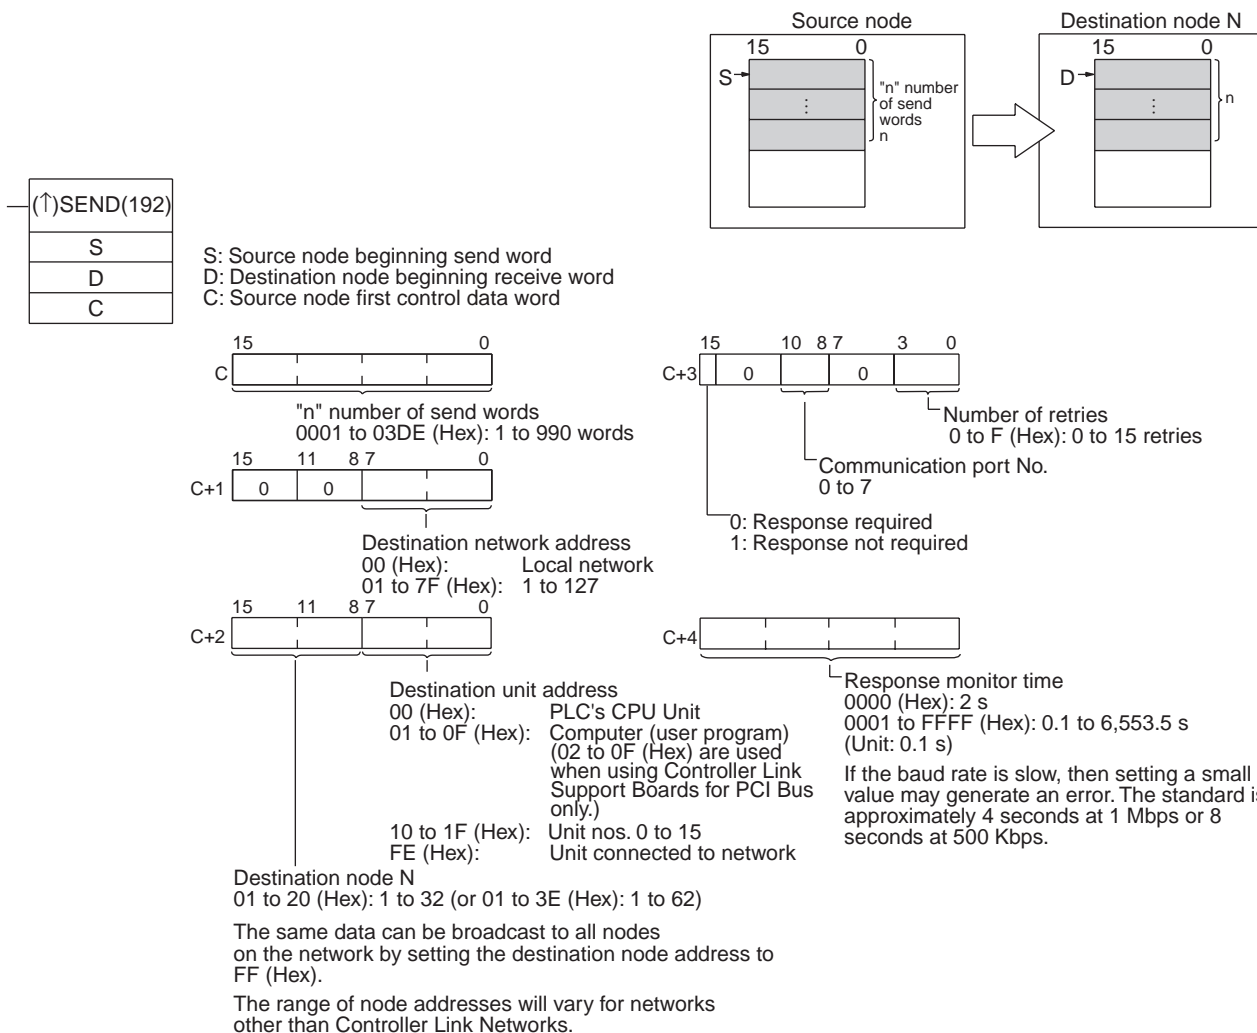 Source node
Destination node N
15 0
15 0
S
"n" number
of send
words
n
D
n
(↑)SEND(192)
S
D
C
S: Source node beginning send word
D: Destination node beginning receive word
C: Source node first control data word
15 0
C
"n" number of send words
0001 to 03DE (Hex): 1 to 990 words
15 11 8 7 0
C+1 0 0
Destination network address
00 (Hex): Local network
01 to 7F (Hex): 1 to 127
15 11 8 7 0
C+2
Destination unit address
00 (Hex): PLC's CPU Unit
01 to 0F (Hex): Computer (user program)
(02 to 0F (Hex) are used
when using Controller Link
Support Boards for PCI Bus
only.)
10 to 1F (Hex): Unit nos. 0 to 15
FE (Hex): Unit connected to network
Destination node N
01 to 20 (Hex): 1 to 32 (or 01 to 3E (Hex): 1 to 62)
The same data can be broadcast to all nodes
on the network by setting the destination node address to
FF (Hex).
The range of node addresses will vary for networks
other than Controller Link Networks.
15 10 8 7 3 0
C+3 0 0
Number of retries
0 to F (Hex): 0 to 15 retries
Communication port No.
0 to 7
0: Response required
1: Response not required
C+4
Response monitor time
0000 (Hex): 2 s
0001 to FFFF (Hex): 0.1 to 6,553.5 s
(Unit: 0.1 s)
If the baud rate is slow, then setting a small
value may generate an error. The standard is
approximately 4 seconds at 1 Mbps or 8
seconds at 500 Kbps.